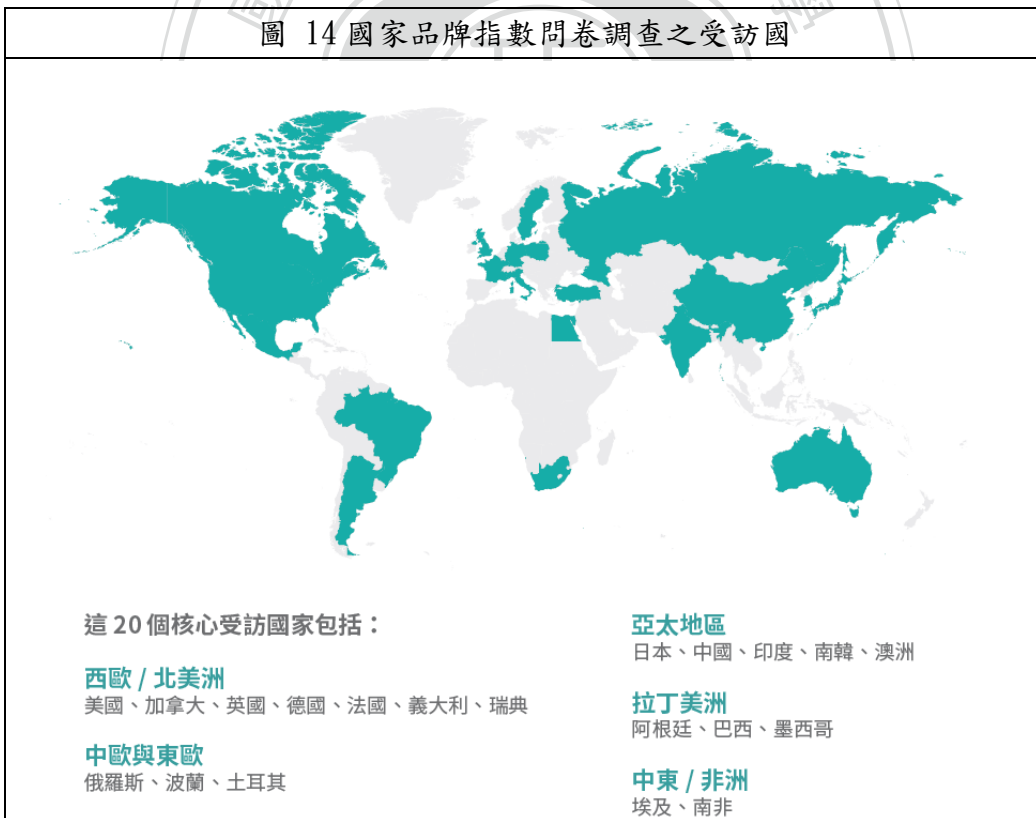 圖 14 國家品牌指數問卷調查之受訪國
這 20 個核心受訪國家包括：
西歐 / 北美洲
美國、加拿大、英國、德國、法國、義大利、瑞典
中歐與東歐
俄羅斯、波蘭、土耳其
亞太地區
日本、中國、印度、南韓、澳洲
拉丁美洲
阿根廷、巴西、墨西哥
中東 / 非洲
埃及、南非